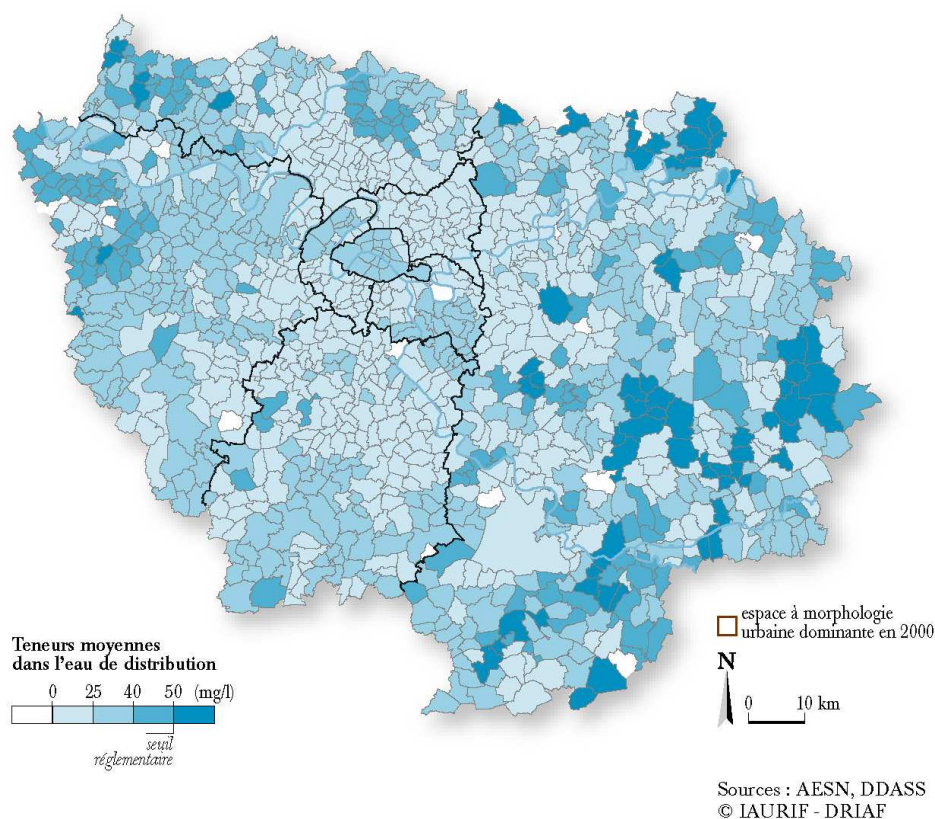 espace à morphologie
urbaine dominante en 2000
Teneurs moyennes
dans l'eau de distribution
0 25 40 50 (mg/l)
seuil
réglementaire
N
0 10 km
Sources : AESN, DDASS
© IAURIF - DRIAF